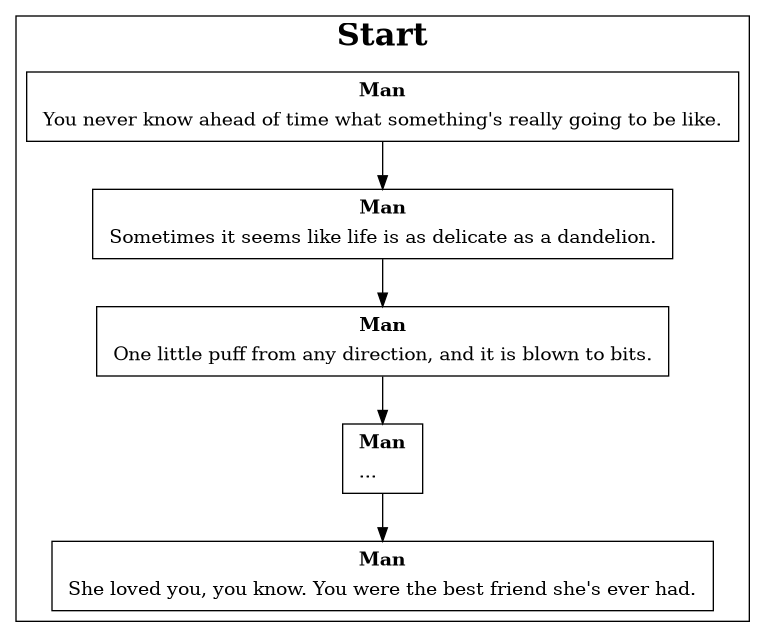 Start
Man
You never know ahead of time what something's really going to be like.
Man
Sometimes it seems like life is as delicate as a dandelion.
Man
One little puff from any direction, and it is blown to bits.
Man
...
Man
She loved you, you know. You were the best friend she's ever had.